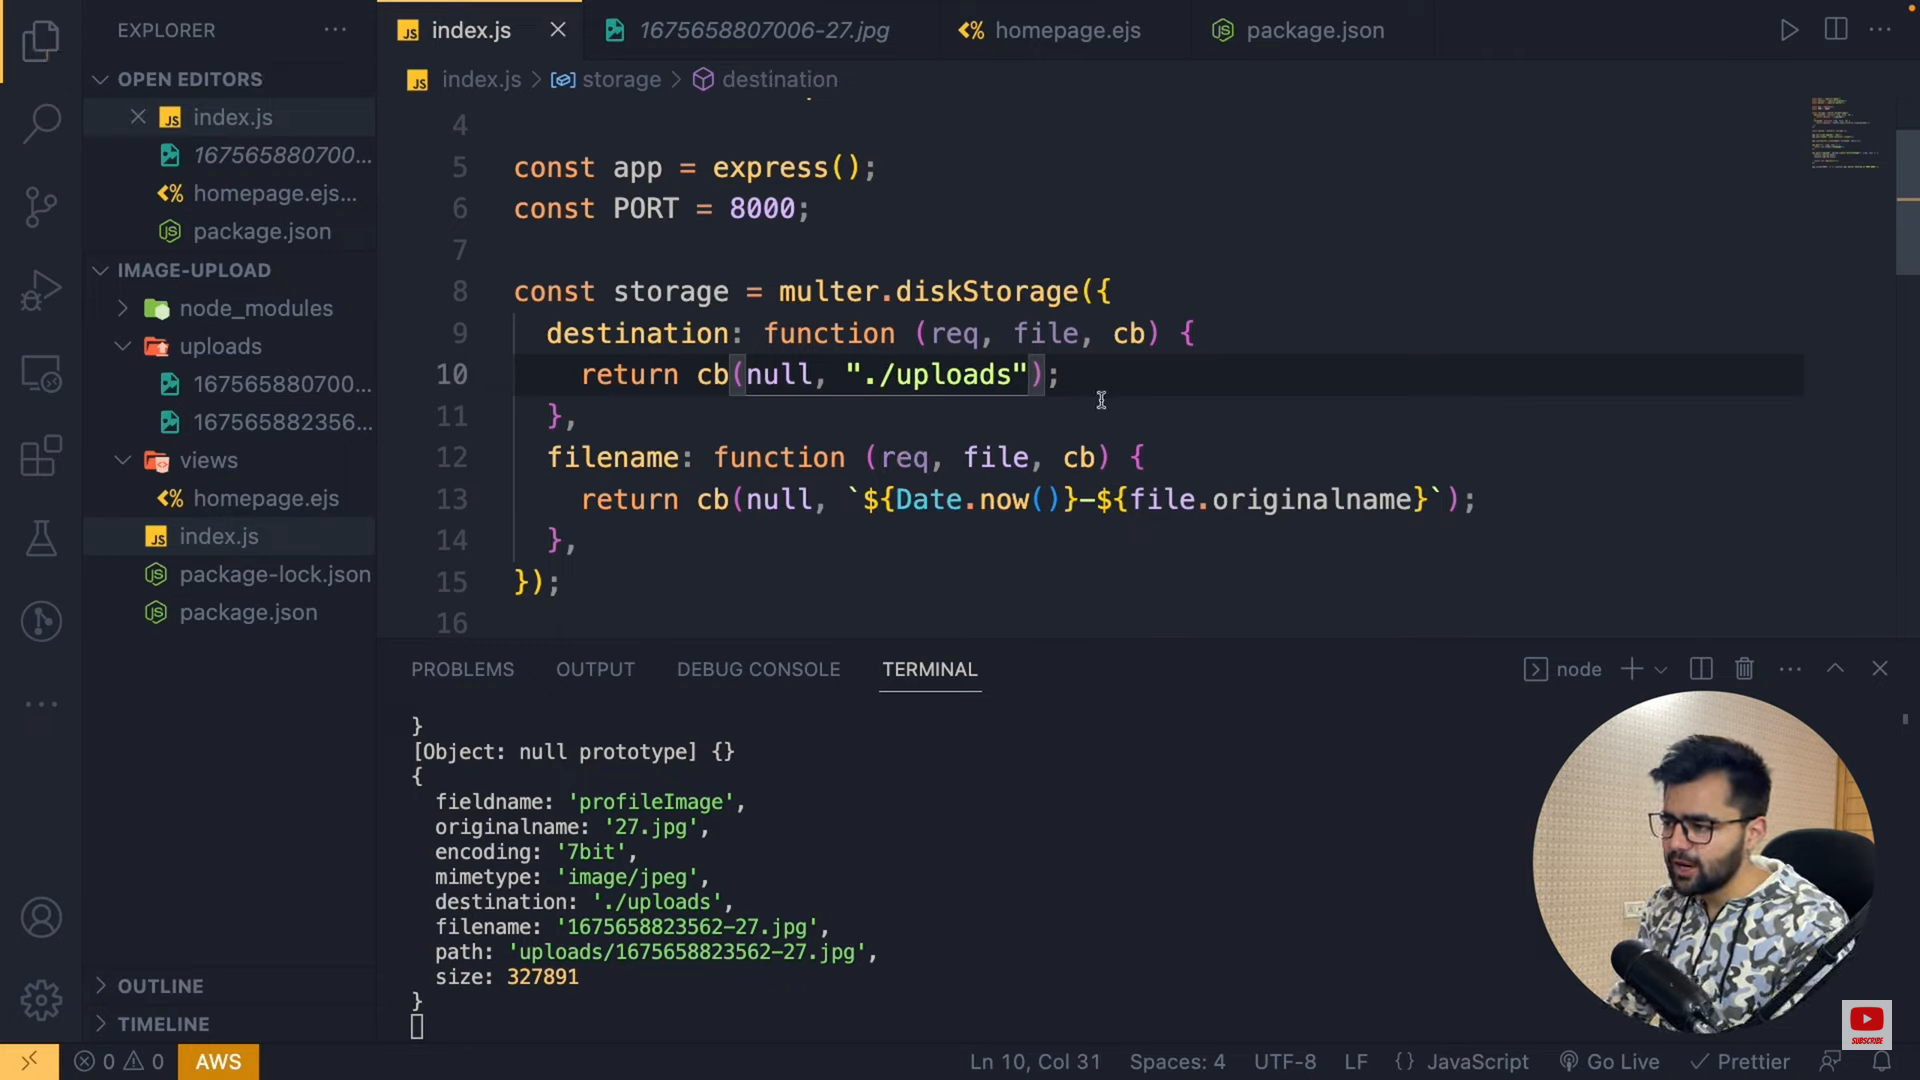 EXPLORER
index.js
1675658807006-27.jpg
homepage.ejs
package.json
OPEN EDITORS
index.js
167565880700...
homepage.ejs...
package.json
IMAGE-UPLOAD
node_modules
uploads
167565880700...
167565882356...
views
homepage.ejs
index.js
package-lock.json
package.json
OUTLINE
TIMELINE
index.js > storage > destination
4
5 const app = express();
6 const PORT = 8000;
7
8 const storage = multer.diskStorage({
9 destination: function (req, file, cb) {
10 return cb(null, "./uploads");
11 },
12 filename: function (req, file, cb) {
13 return cb(null, `${Date.now()}-${file.originalname}`);
14 },
15 });
16
PROBLEMS OUTPUT DEBUG CONSOLE TERMINAL
node
}
[Object: null prototype] {}
{
fieldname: 'profileImage',
originalname: '27.jpg',
encoding: '7bit',
mimetype: 'image/jpeg',
destination: './uploads',
filename: '1675658823562-27.jpg',
path: 'uploads/1675658823562-27.jpg',
size: 327891
}
SUBSCRIBE
0 0 AWS Ln 10, Col 31 Spaces: 4 UTF-8 LF {} JavaScript Go Live Prettier